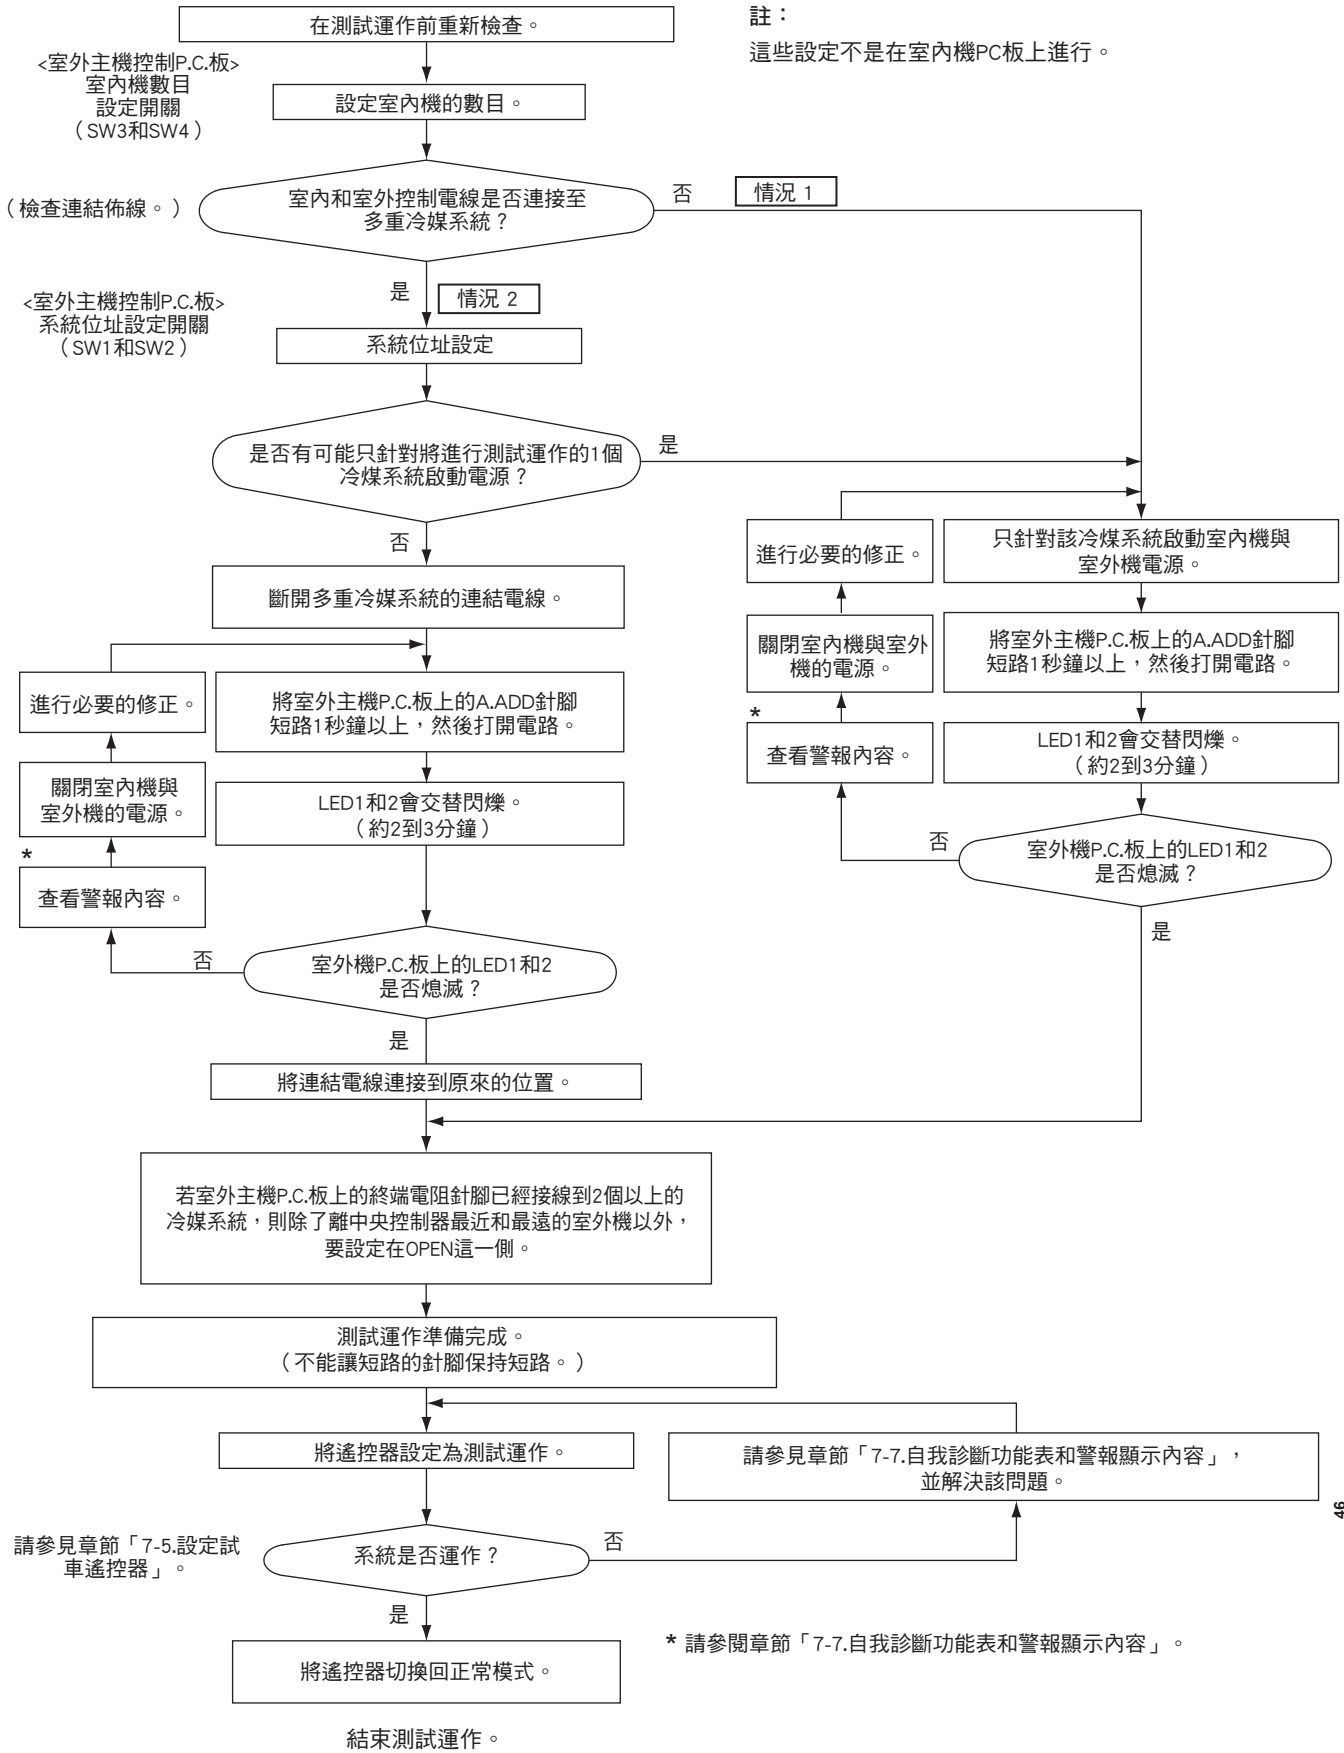 在測試運作前重新檢查。
註：
這些設定不是在室內機PC板上進行。
<室外主機控制P.C.板>
室內機數目
設定開關
（SW3和SW4）
設定室內機的數目。
（檢查連結佈線。）
室內和室外控制電線是否連接至
多重冷媒系統？
否
情況 1
是
情況 2
<室外主機控制P.C.板>
系統位址設定開關
（SW1和SW2）
系統位址設定
是否有可能只針對將進行測試運作的1個
冷煤系統啟動電源？
是
否
斷開多重冷媒系統的連結電線。
進行必要的修正。
將室外主機P.C.板上的A.ADD針腳
短路1秒鐘以上，然後打開電路。
關閉室內機與
室外機的電源。
LED1和2會交替閃爍。
（約2到3分鐘）
*
查看警報內容。
否
室外機P.C.板上的LED1和2
是否熄滅？
是
將連結電線連接到原來的位置。
進行必要的修正。
只針對該冷煤系統啟動室內機與
室外機電源。
關閉室內機與室外
機的電源。
將室外主機P.C.板上的A.ADD針腳
短路1秒鐘以上，然後打開電路。
*
查看警報內容。
LED1和2會交替閃爍。
（約2到3分鐘）
否
室外機P.C.板上的LED1和2
是否熄滅？
是
若室外主機P.C.板上的終端電阻針腳已經接線到2個以上的
冷媒系統，則除了離中央控制器最近和最遠的室外機以外，
要設定在OPEN這一側。
測試運作準備完成。
（不能讓短路的針腳保持短路。）
將遙控器設定為測試運作。
請參見章節「7-7.自我診斷功能表和警報顯示內容」，
並解決該問題。
46
請參見章節「7-5.設定試
車遙控器」。
系統是否運作？
否
是
將遙控器切換回正常模式。
* 請參閱章節「7-7.自我診斷功能表和警報顯示內容」。
結束測試運作。